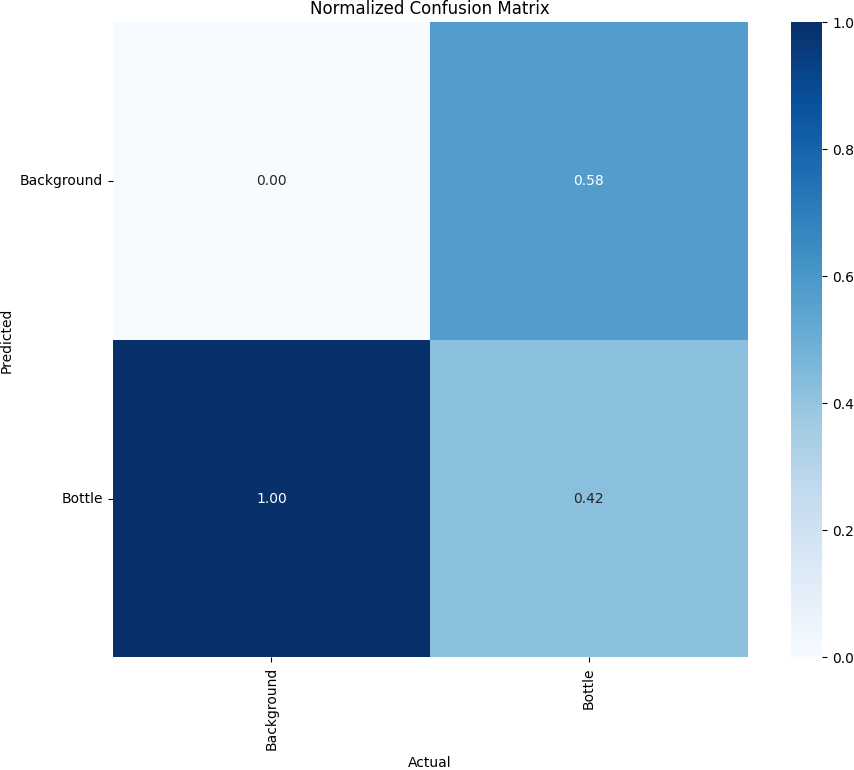 Normalized Confusion Matrix
1.0
0.8
0.6
0.4
0.2
0.0
Predicted
Background
0.00
0.58
Bottle
1.00
0.42
Background
Bottle
Actual